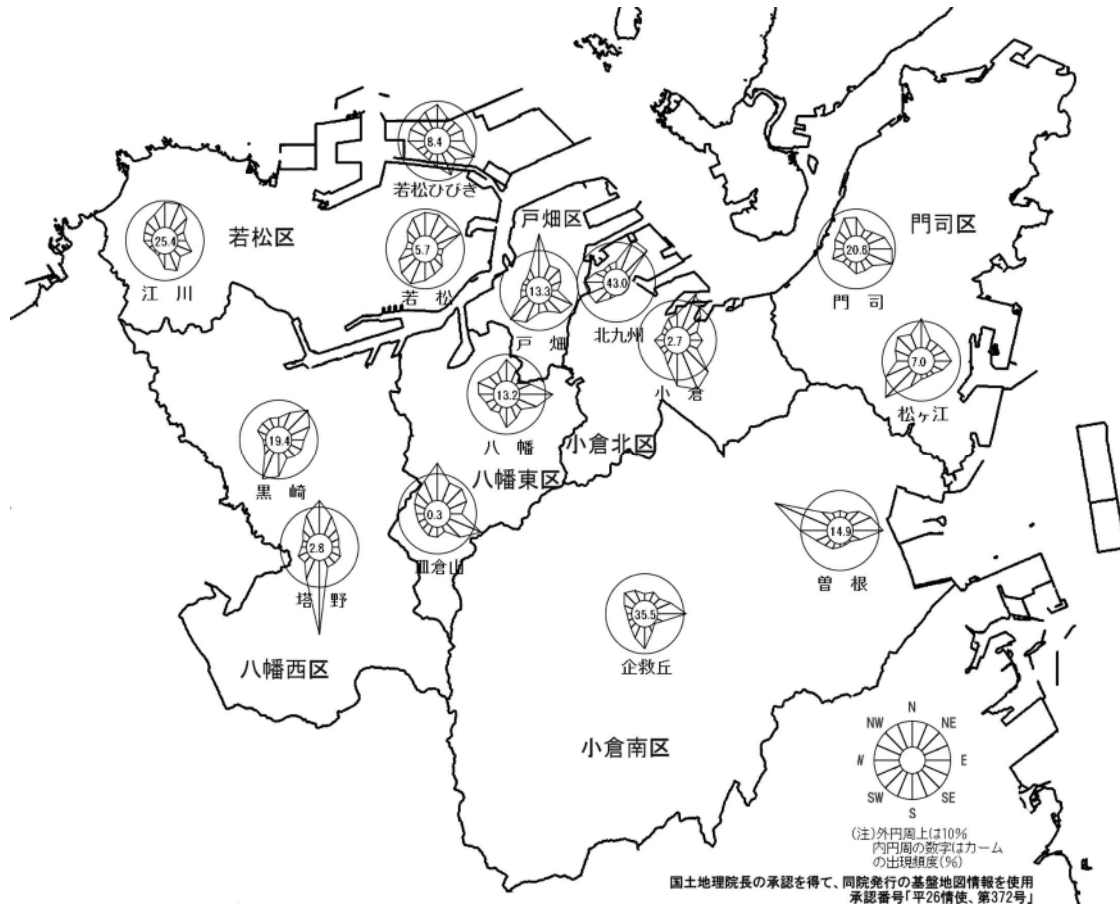 8.4
若松ひびき
戸畑区
門司区
25.4
若松区
5.7
20.8
江 川
若 松
13.3
43.0
門 司
戸 畑
北九州
2.7
小 倉
7.0
松ヶ江
13.2
八 幡
小倉北区
19.4
八幡東区
黒 崎
0.3
14.9
2.8
皿倉山
曽 根
塔 野
35.5
八幡西区
企救丘
小倉南区
N
NW NE
W E
SW SE
S
(注)外円周上は10%
内円周の数字はカーム
の出現頻度(%)
国土地理院長の承認を得て、同院発行の基盤地図情報を使用
承認番号「平26情使、第372号」